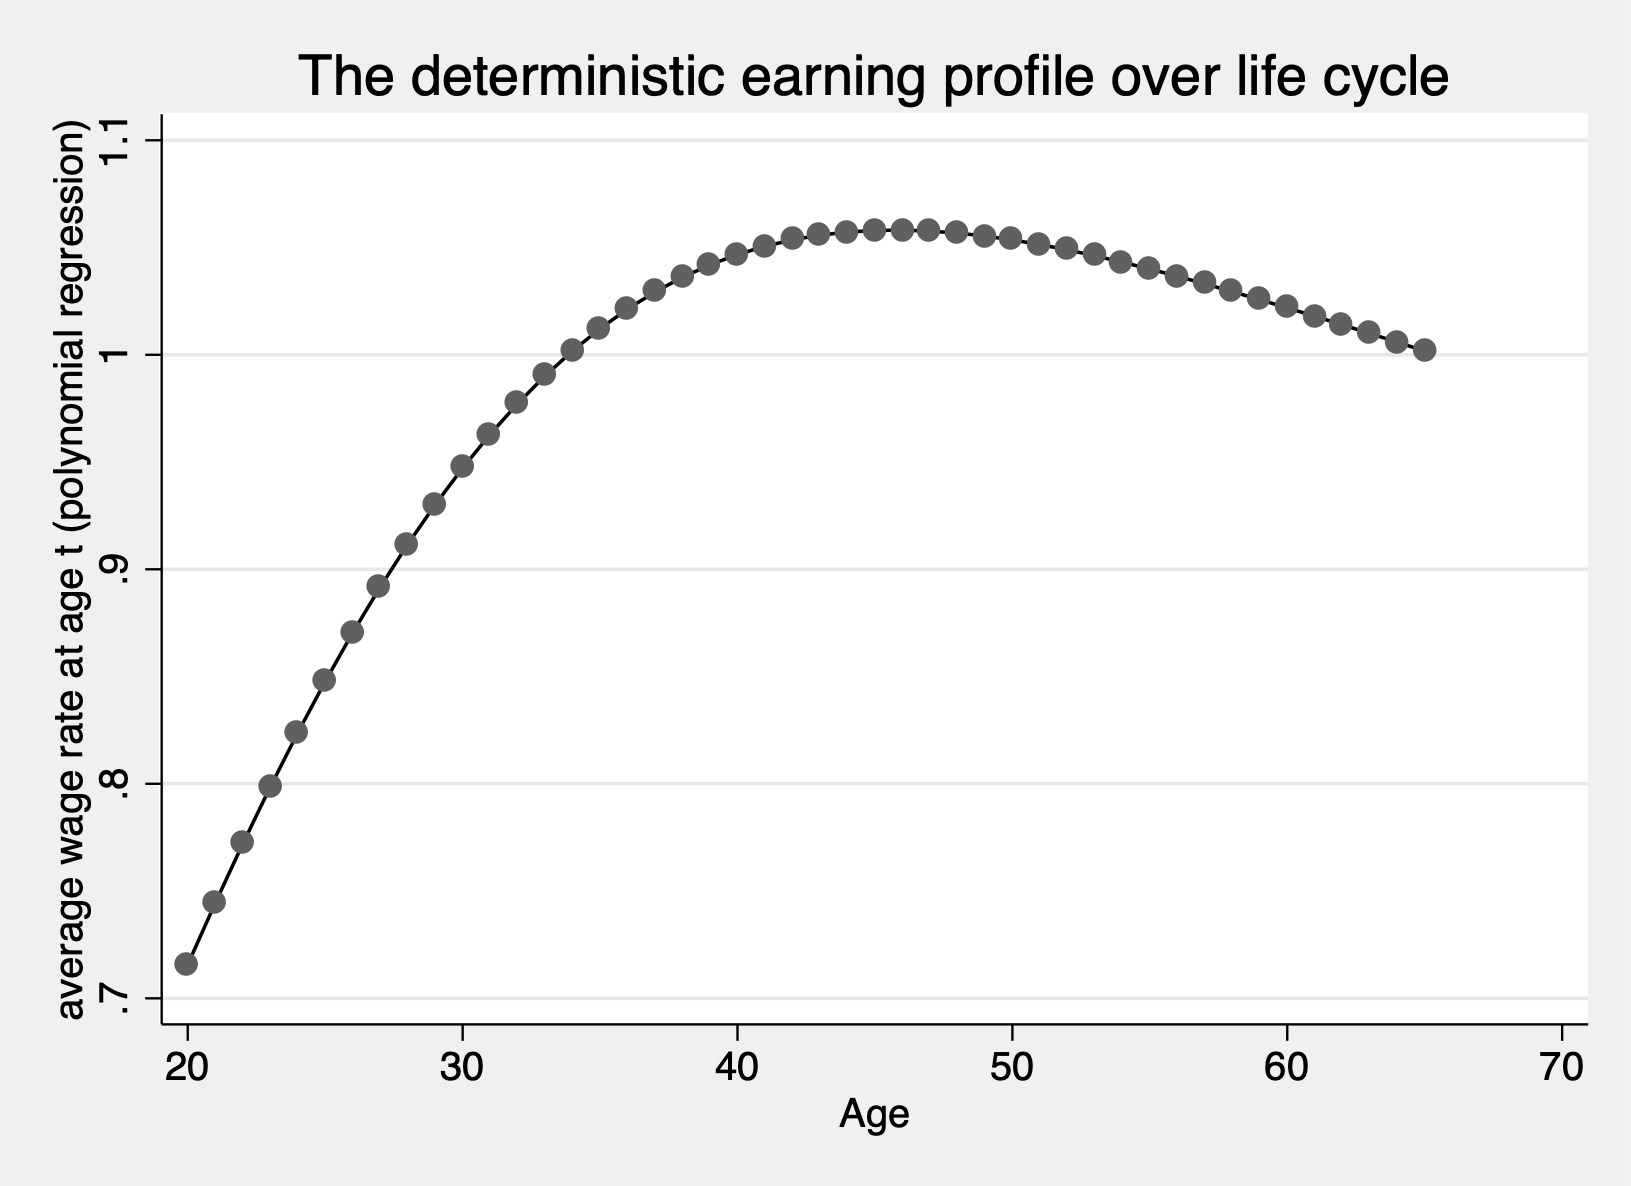 The deterministic earning profile over life cycle
average wage rate at age t (polynomial regression)
1.1
1
.9
.8
.7
20 30 40 50 60 70
Age